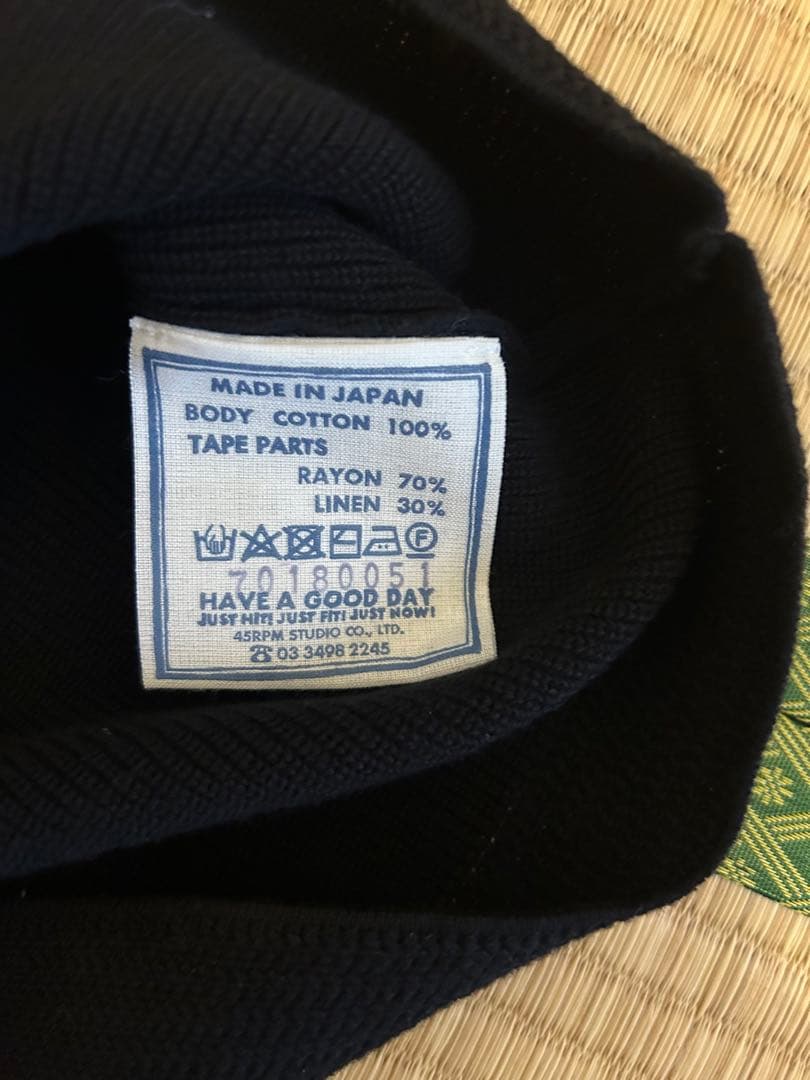 MADE IN JAPAN
BODY COTTON 100%
TAPE PARTS
RAYON 70%
LINEN 30%
F
70180051
HAVE A GOOD DAY
JUST HIT! JUST FIT! JUST NOW!
45RPM STUDIO CO., LTD.
☎ 03 3498 2245